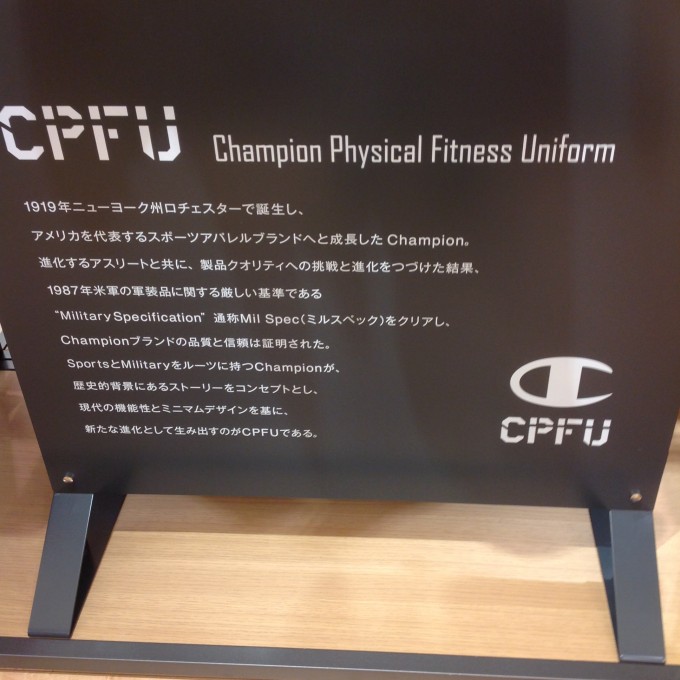 CPFU Champion Physical Fitness Uniform
1919年ニューヨーク州ロチェスターで誕生し、
アメリカを代表するスポーツアパレルブランドへと成長したChampion。
進化するアスリートと共に、製品クオリティへの挑戦と進化をつづけた結果、
1987年米軍の軍装品に関する厳しい基準である
"Military Specification" 通称Mil Spec(ミルスペック)をクリアし、
Championブランドの品質と信頼は証明された。
SportsとMilitaryをルーツに持つChampionが、
歴史的背景にあるストーリーをコンセプトとし、
現代の機能性とミニマムデザインを基に、
新たな進化として生み出すのがCPFUである。
CPFU